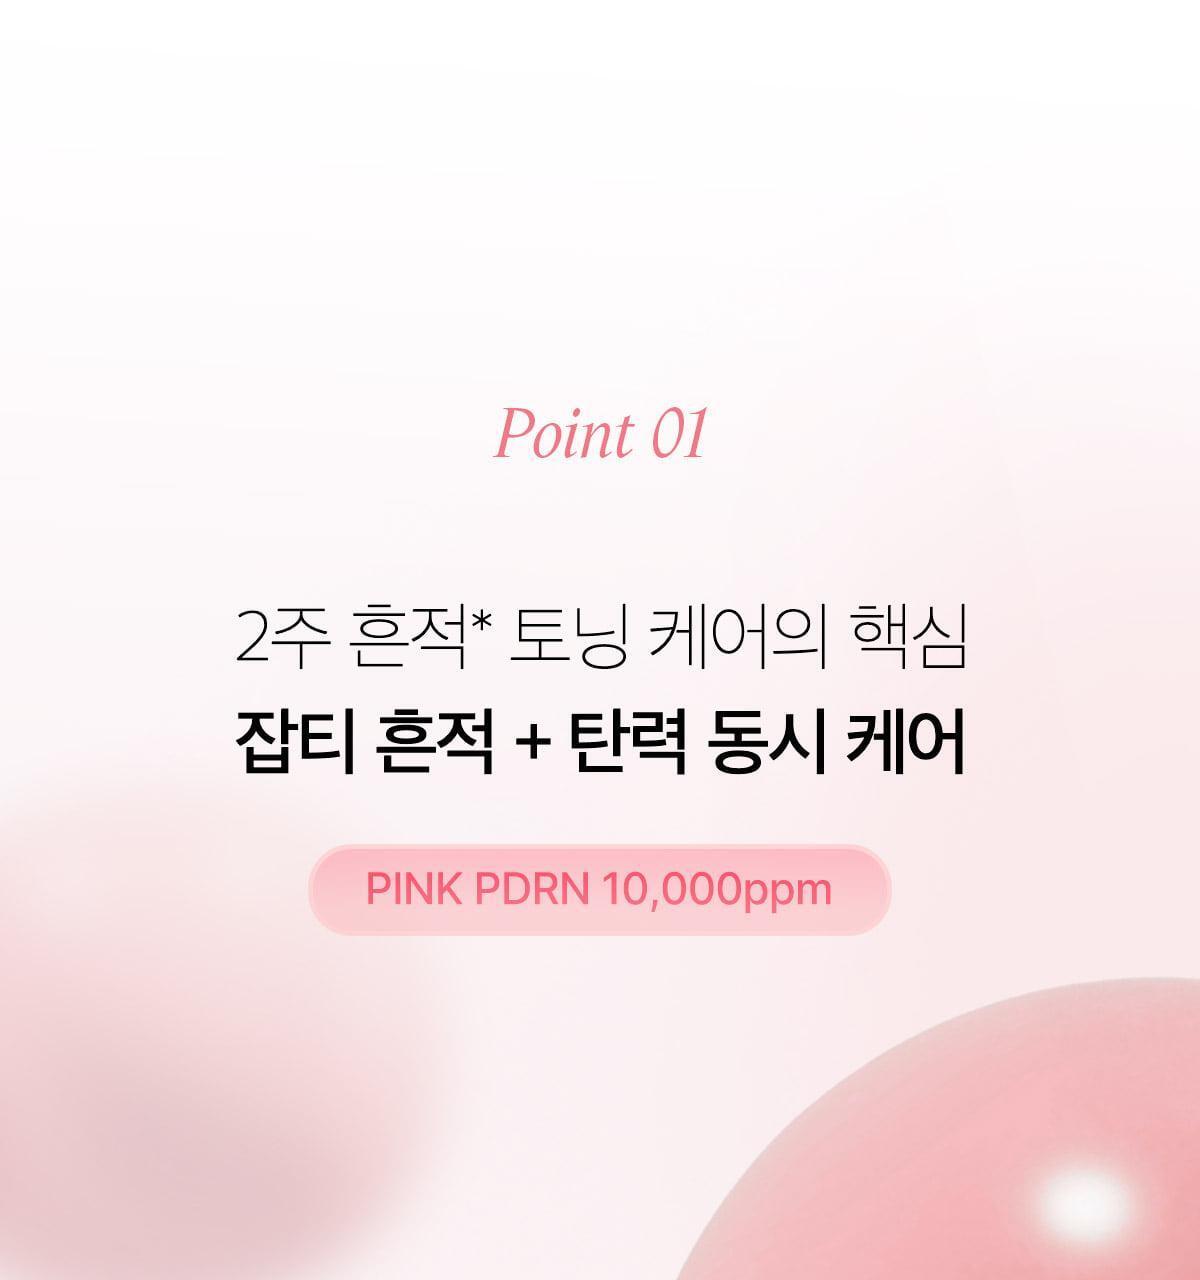 Point 01
2주 흔적* 토닝 케어의 핵심
잡티 흔적 + 탄력 동시 케어
PINK PDRN 10,000ppm